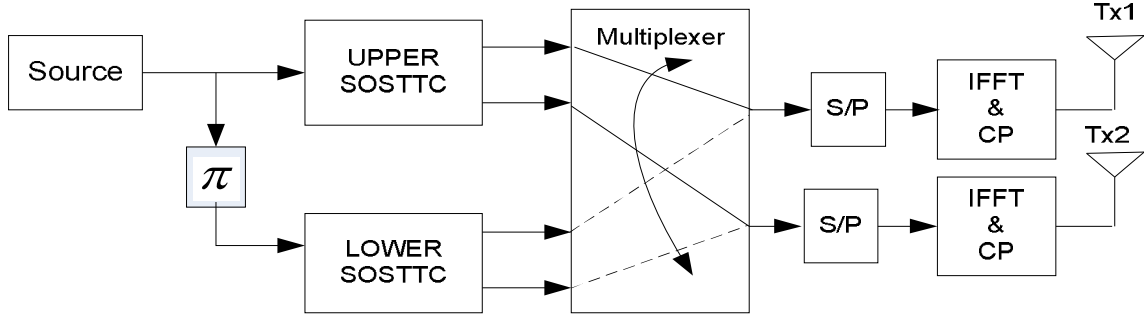 Source
π
UPPER
SOSTTC
LOWER
SOSTTC
Multiplexer
S/P
IFFT
&
CP
Tx1
S/P
IFFT
&
CP
Tx2